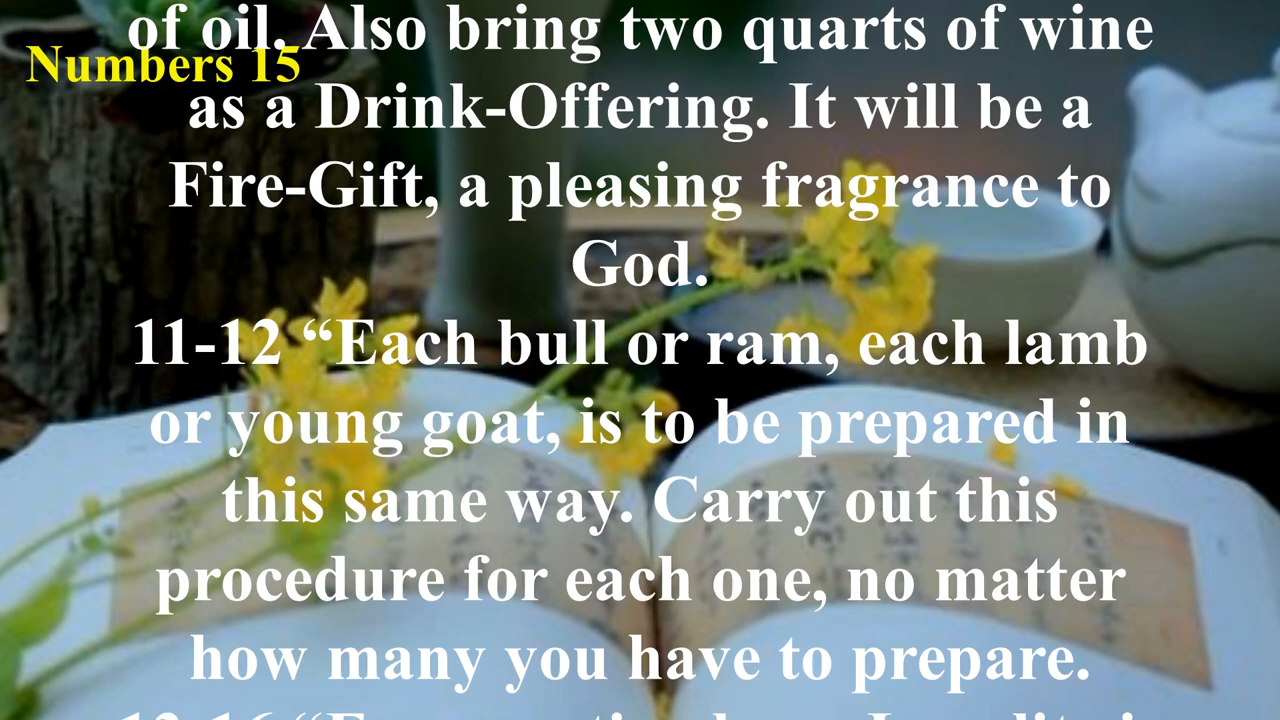 of oil. Also bring two quarts of wine
Numbers 15
as a Drink-Offering. It will be a
Fire-Gift, a pleasing fragrance to
God.
11-12 “Each bull or ram, each lamb
or young goat, is to be prepared in
this same way. Carry out this
procedure for each one, no matter
how many you have to prepare.